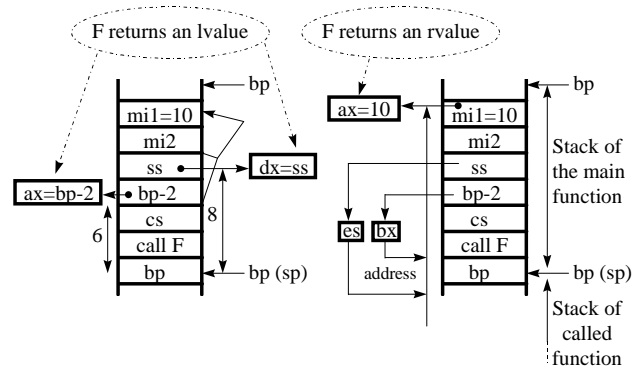 F returns an lvalue
bp
mi1=10
mi2
ss
dx=ss
ax=bp-2
bp-2
cs
8
6
call F
bp
bp (sp)
F returns an rvalue
bp
ax=10
mi1=10
mi2
Stack of
the main
function
ss
bp-2
es
bx
cs
call F
address
bp
bp (sp)
Stack of
called
function